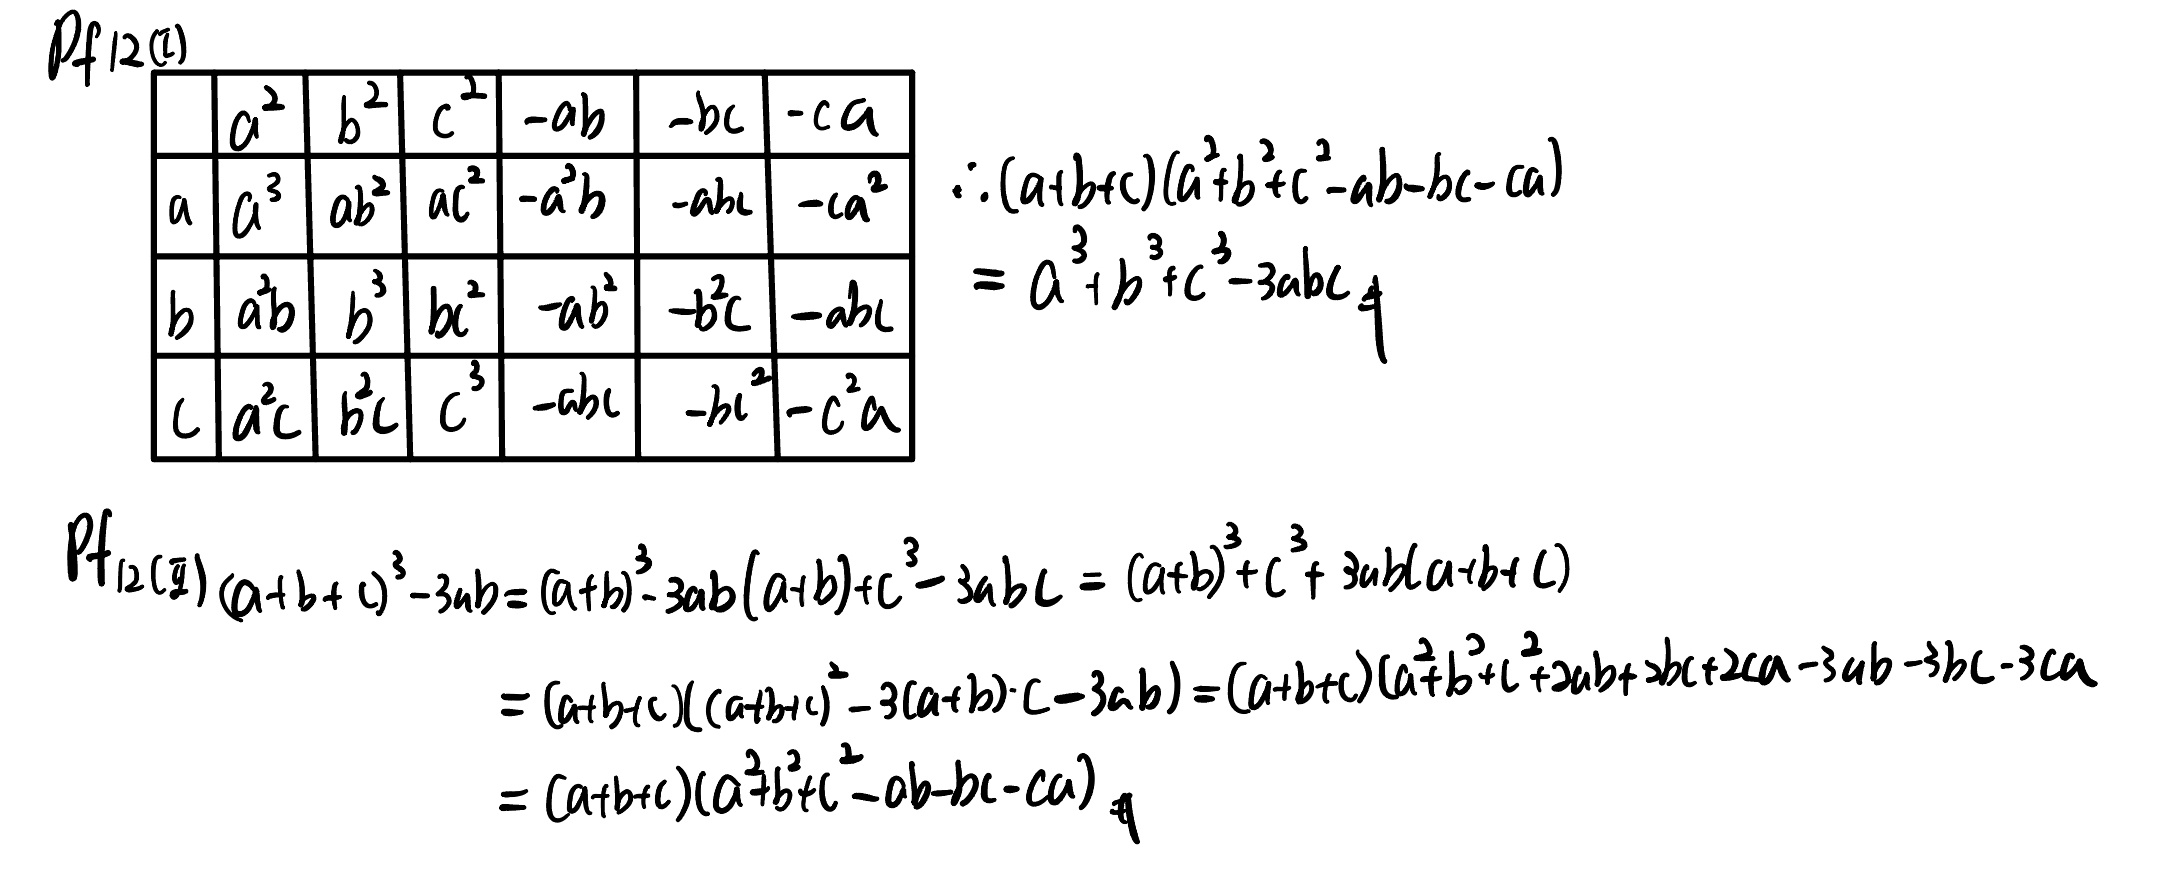 Pf 12(i)
a² b² c² -ab -bc -ca
a a³ ab² ac² -a²b -abc -ca²
b a²b b³ bc² -ab² -b²c -abc
c a²c b²c c³ -abc -bc² -c²a
∴(a+b+c)(a²+b²+c²-ab-bc-ca)
= a³+b³+c³-3abc
Pf 12(ii) (a+b+c)³-3ab=(a+b)³-3ab(a+b)+c³-3abc = (a+b)³+c³+3ab(a+b+c)
=(a+b+c)((a+b+c)²-3(a+b)·c-3ab)=(a+b+c)(a²+b²+c²+2ab+2bc+2ca-3ab-3bc-3ca
=(a+b+c)(a²+b²+c²-ab-bc-ca)